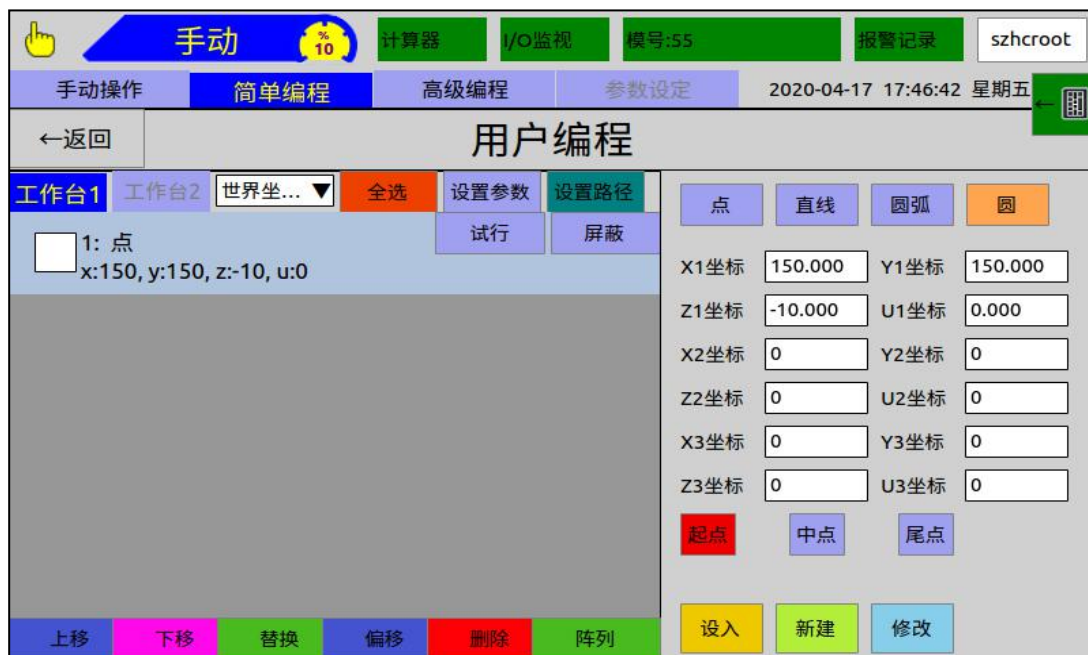 手动 % 10 计算器 I/O监视 模号:55 报警记录 szhcroot
手动操作 简单编程 高级编程 参数设定 2020-04-17 17:46:42 星期五 ←
←返回 用户编程
工作台1 工作台2 世界坐... ▼ 全选 设置参数 设置路径
试行 屏蔽
1: 点
x:150, y:150, z:-10, u:0
点 直线 圆弧 圆
X1坐标 150.000 Y1坐标 150.000
Z1坐标 -10.000 U1坐标 0.000
X2坐标 0 Y2坐标 0
Z2坐标 0 U2坐标 0
X3坐标 0 Y3坐标 0
Z3坐标 0 U3坐标 0
起点 中点 尾点
设入 新建 修改
上移 下移 替换 偏移 删除 阵列